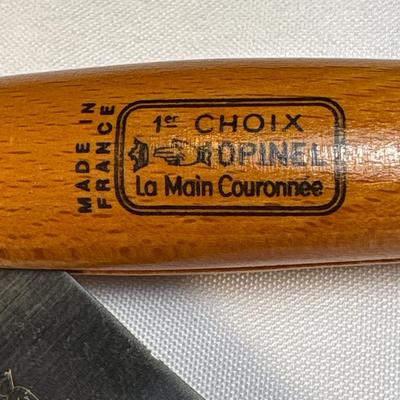 MADE IN
FRANCE
1er CHOIX
OPINEL
La Main Couronnée